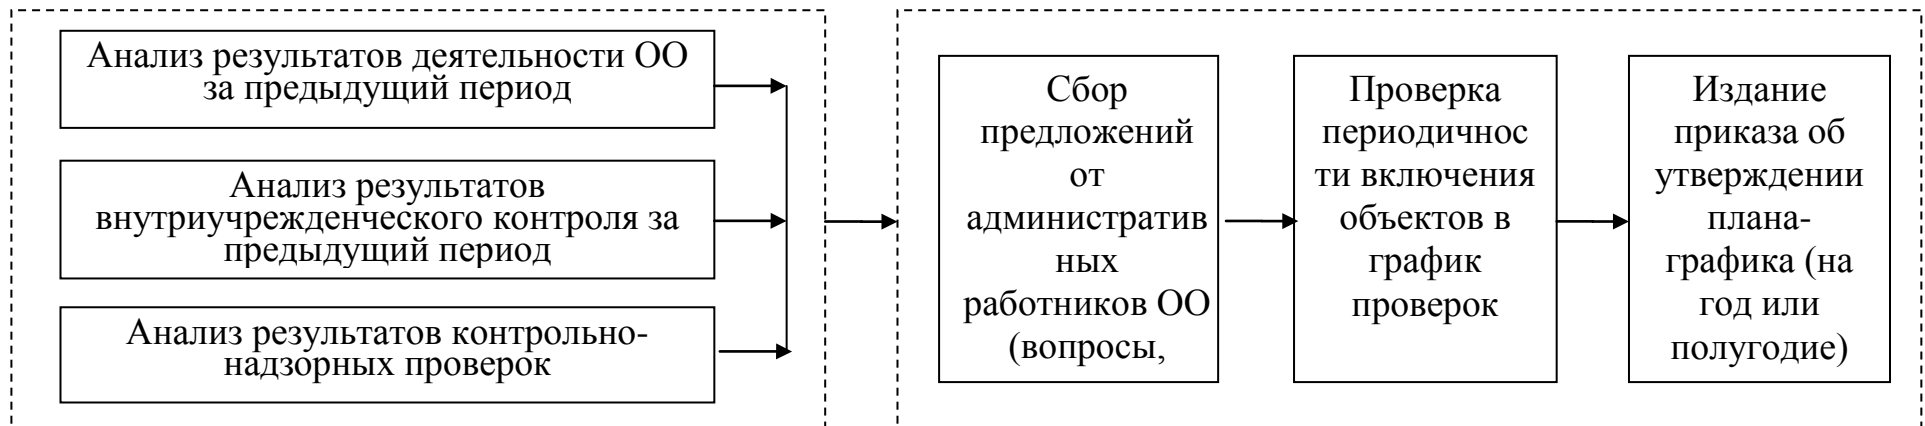 Анализ результатов деятельности ОО
за предыдущий период
Анализ результатов
внутриучрежденческого контроля за
предыдущий период
Анализ результатов контрольно-
надзорных проверок
Сбор
предложений
от
административ
ных
работников ОО
(вопросы,
Проверка
периодичнос
ти включения
объектов в
график
проверок
Издание
приказа об
утверждении
плана-
графика (на
год или
полугодие)